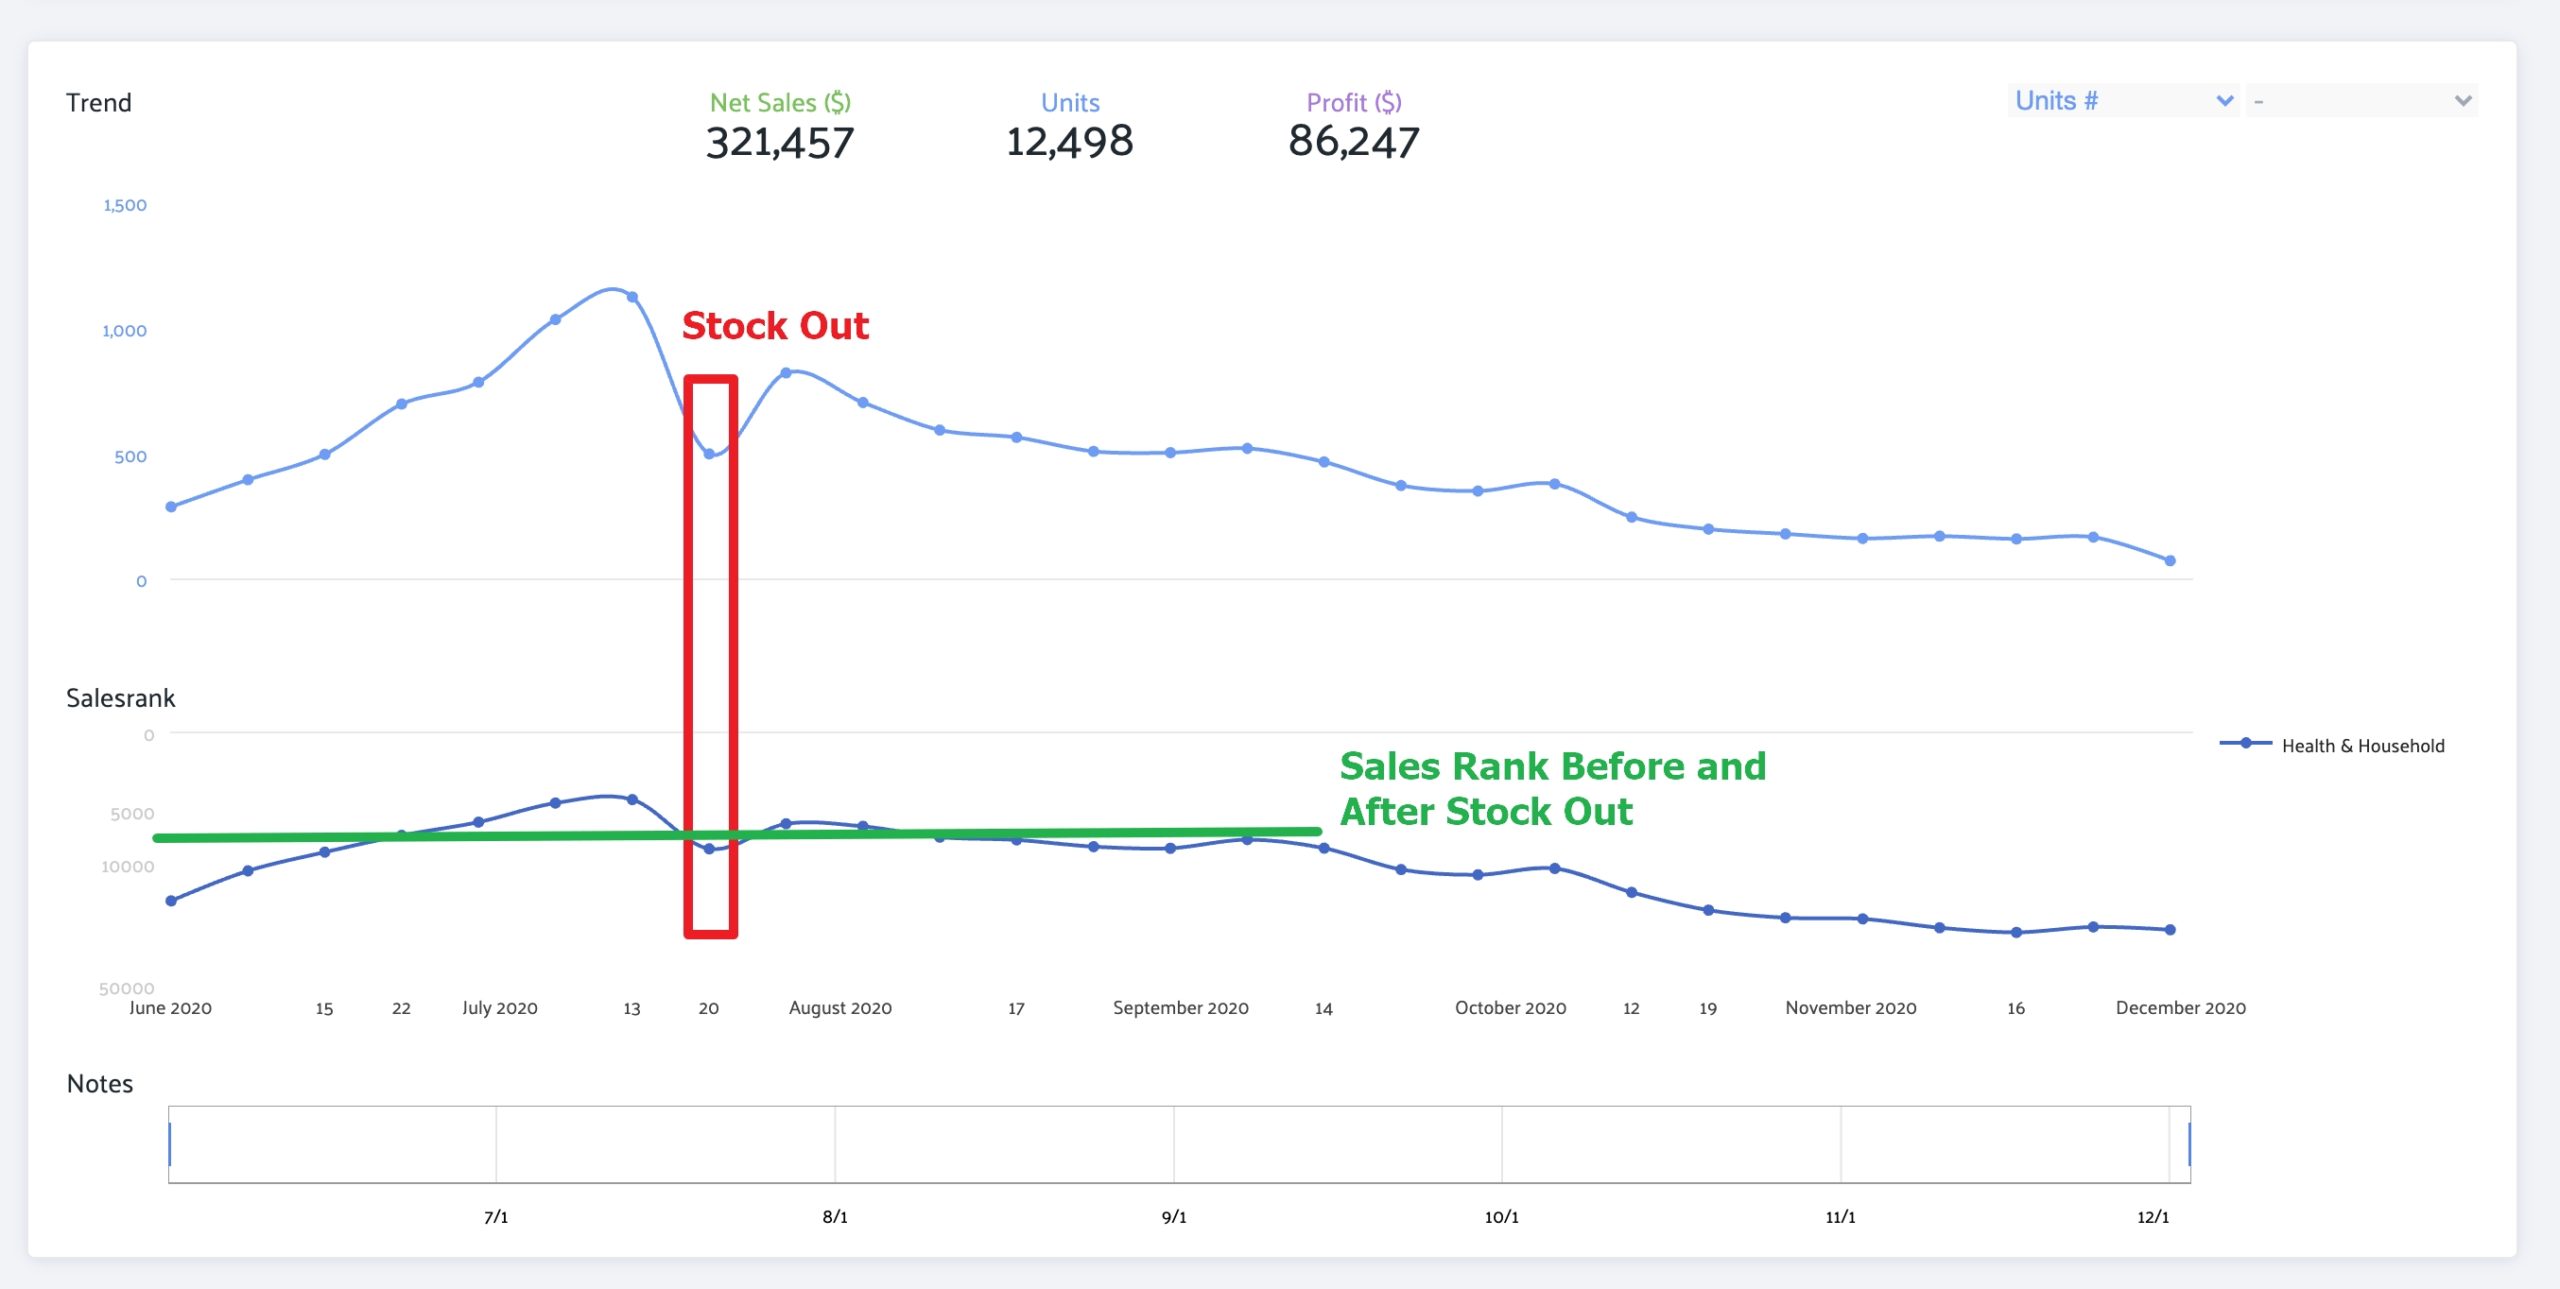 Trend
Net Sales ($)
Units
Profit ($)
321,457
12,498
86,247
Units #
-
1,500
1,000
500
0
Stock Out
Salesrank
0
5000
10000
50000
Sales Rank Before and
After Stock Out
Health & Household
June 2020 15 22 July 2020 13 20 August 2020 17 September 2020 14 October 2020 12 19 November 2020 16 December 2020
Notes
7/1 8/1 9/1 10/1 11/1 12/1